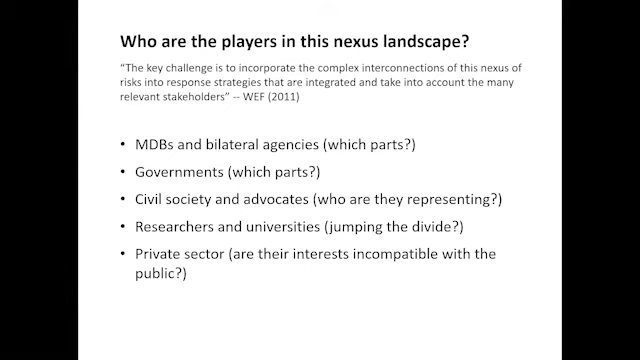 Who are the players in this nexus landscape?
“The key challenge is to incorporate the complex interconnections of this nexus of
risks into response strategies that are integrated and take into account the many
relevant stakeholders” -- WEF (2011)
• MDBs and bilateral agencies (which parts?)
• Governments (which parts?)
• Civil society and advocates (who are they representing?)
• Researchers and universities (jumping the divide?)
• Private sector (are their interests incompatible with the
public?)